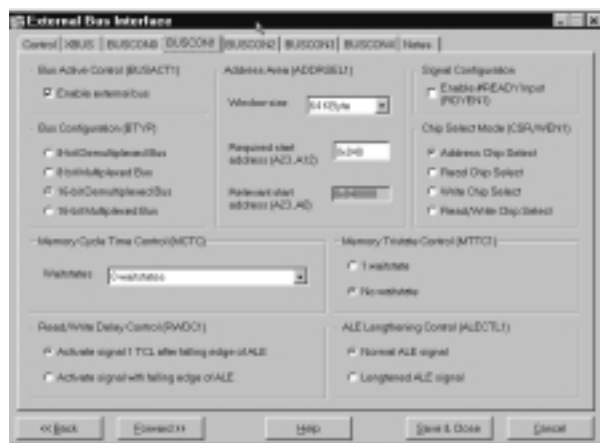 External Bus Interface
Control XBUS BUSCON0 BUSCON1 BUSCON2 BUSCON3 BUSCON4 Notes
Bus Active Control (BUSACT1)
Enable external bus
Bus Configuration (BTYP)
8-bit Demultiplexed Bus
8-bit Multiplexed Bus
16-bit Demultiplexed Bus
16-bit Multiplexed Bus
Address Area (ADDRSEL1)
Window size: 64 KByte
Required start address (A23..A12) 0x040
Relevant start address (A23..A0) 0x040000
Signal Configuration
Enable #READY Input (RDYEN1)
Chip Select Mode (CSR/WEN1)
Address Chip Select
Read Chip Select
Write Chip Select
Read/Write Chip Select
Memory Cycle Time Control (MCTC)
Waitstates 0 waitstates
Memory Tristate Control (MTTC1)
1 waitstate
No waitstate
Read/Write Delay Control (RWDC1)
Activate signal 1 TCL after falling edge of ALE
Activate signal with falling edge of ALE
ALE Lengthening Control (ALECTL1)
Normal ALE signal
Lengthened ALE signal
<< Back Forward >> Help Save & Close Cancel